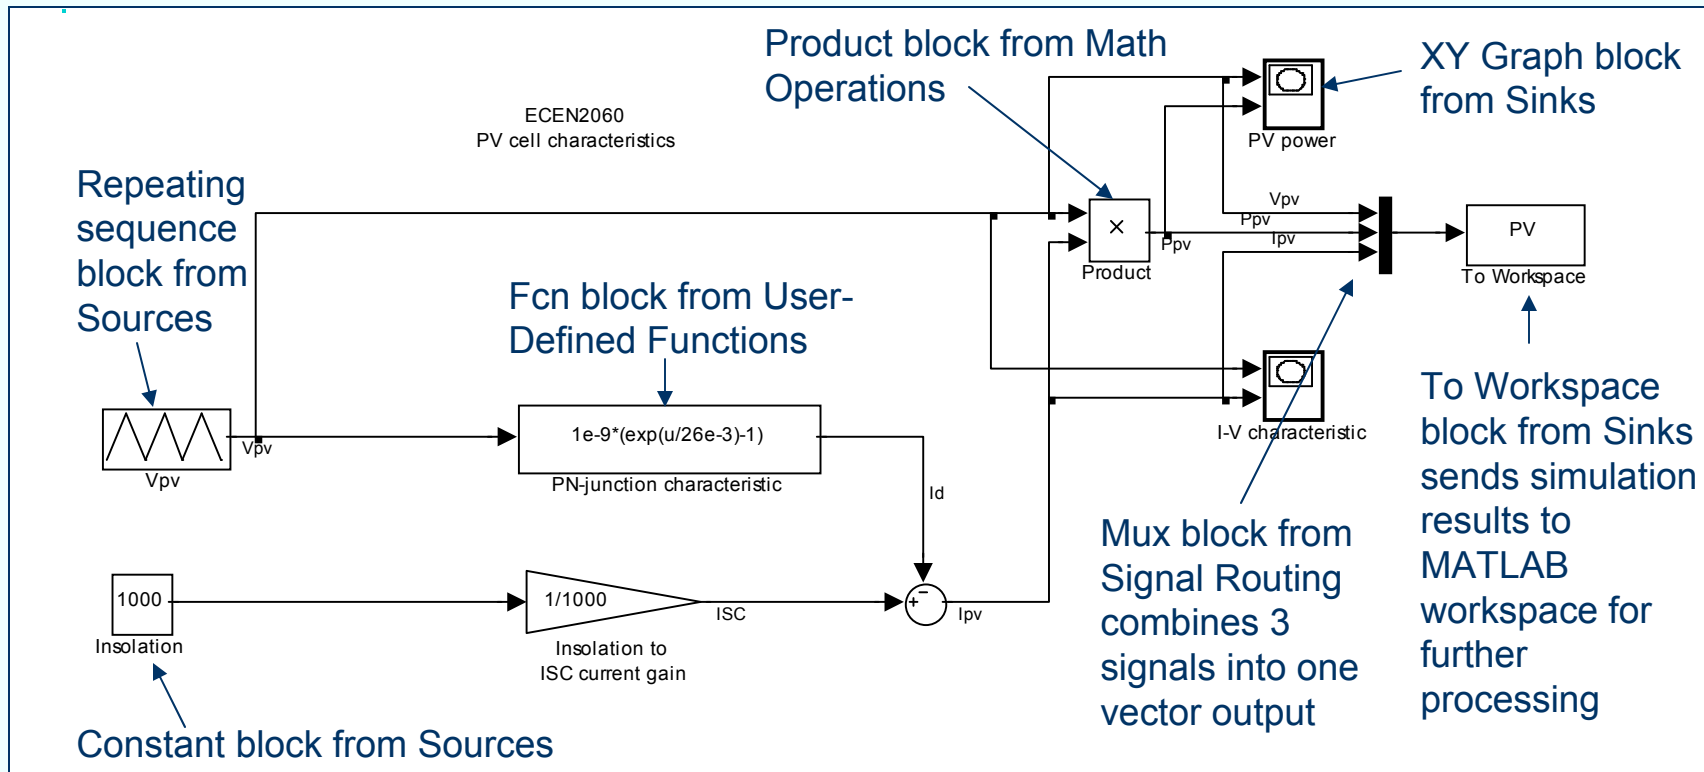 Product block from Math
Operations
XY Graph block
from Sinks
ECEN2060
PV cell characteristics
PV power
Repeating
sequence
block from
Sources
Vpv
Ppv
Ipv
×
Ppv
Product
PV
To Workspace
Fcn block from User-
Defined Functions
Vpv
Vpv
1e-9*(exp(u/26e-3)-1)
PN-junction characteristic
I-V characteristic
Id
To Workspace
block from Sinks
sends simulation
results to
MATLAB
workspace for
further
processing
Mux block from
Signal Routing
combines 3
signals into one
vector output
1000
Insolation
1/1000
Insolation to
ISC current gain
ISC
+
−
Ipv
Constant block from Sources